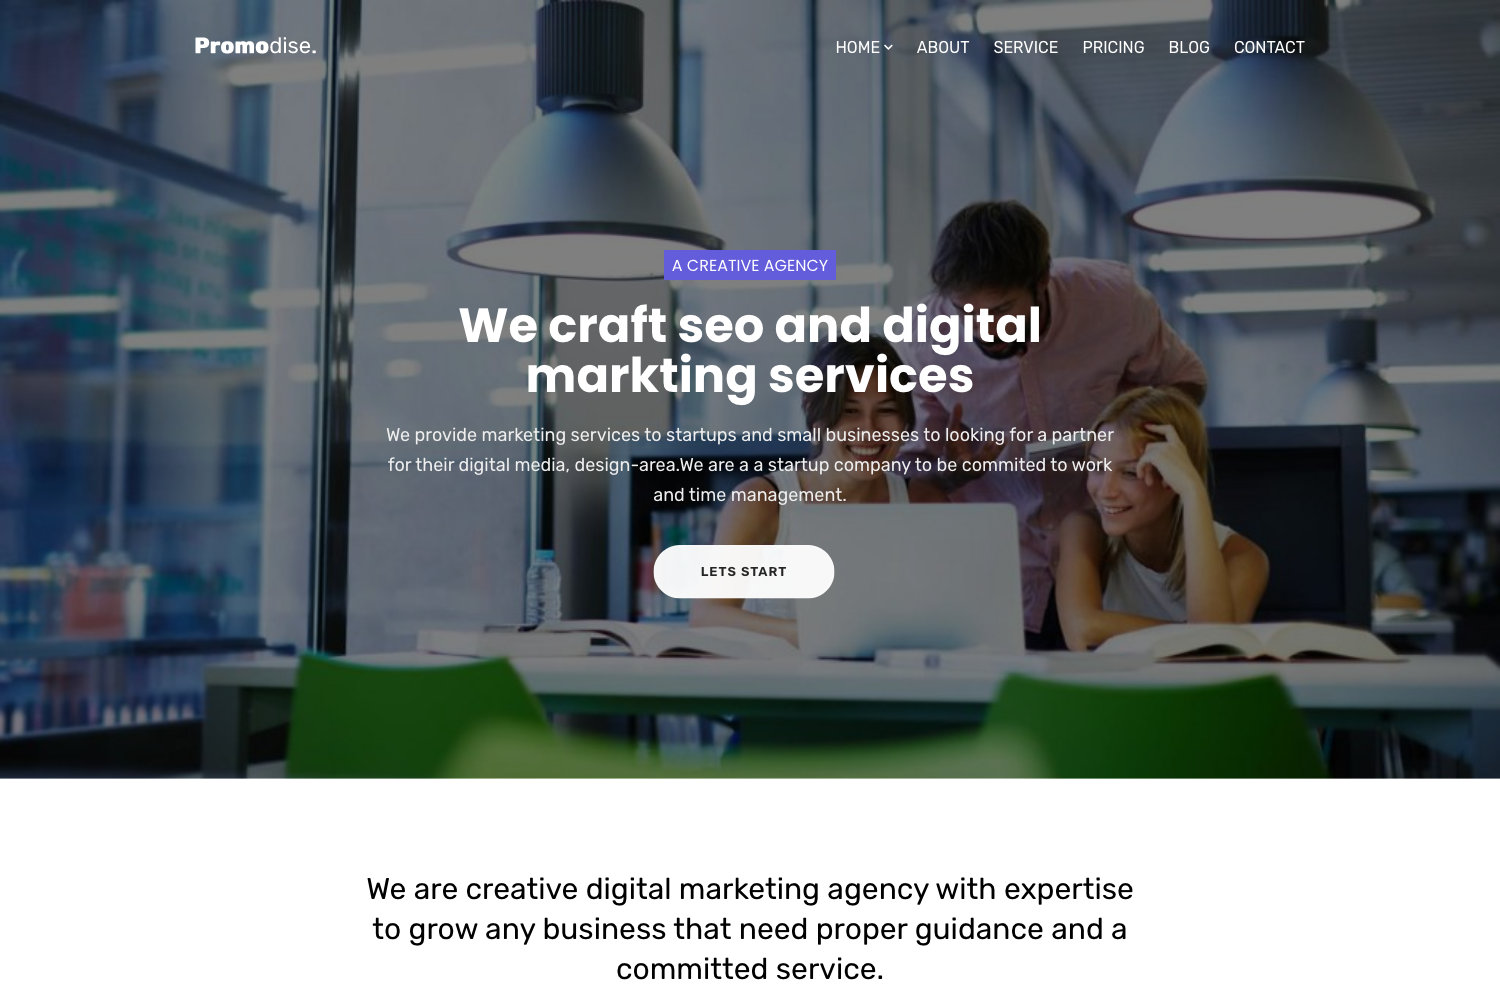 Promodise.
HOME ABOUT SERVICE PRICING BLOG CONTACT
A CREATIVE AGENCY
We craft seo and digital
markting services
We provide marketing services to startups and small businesses to looking for a partner
for their digital media, design-area.We are a a startup company to be commited to work
and time management.
LETS START
We are creative digital marketing agency with expertise
to grow any business that need proper guidance and a
committed service.